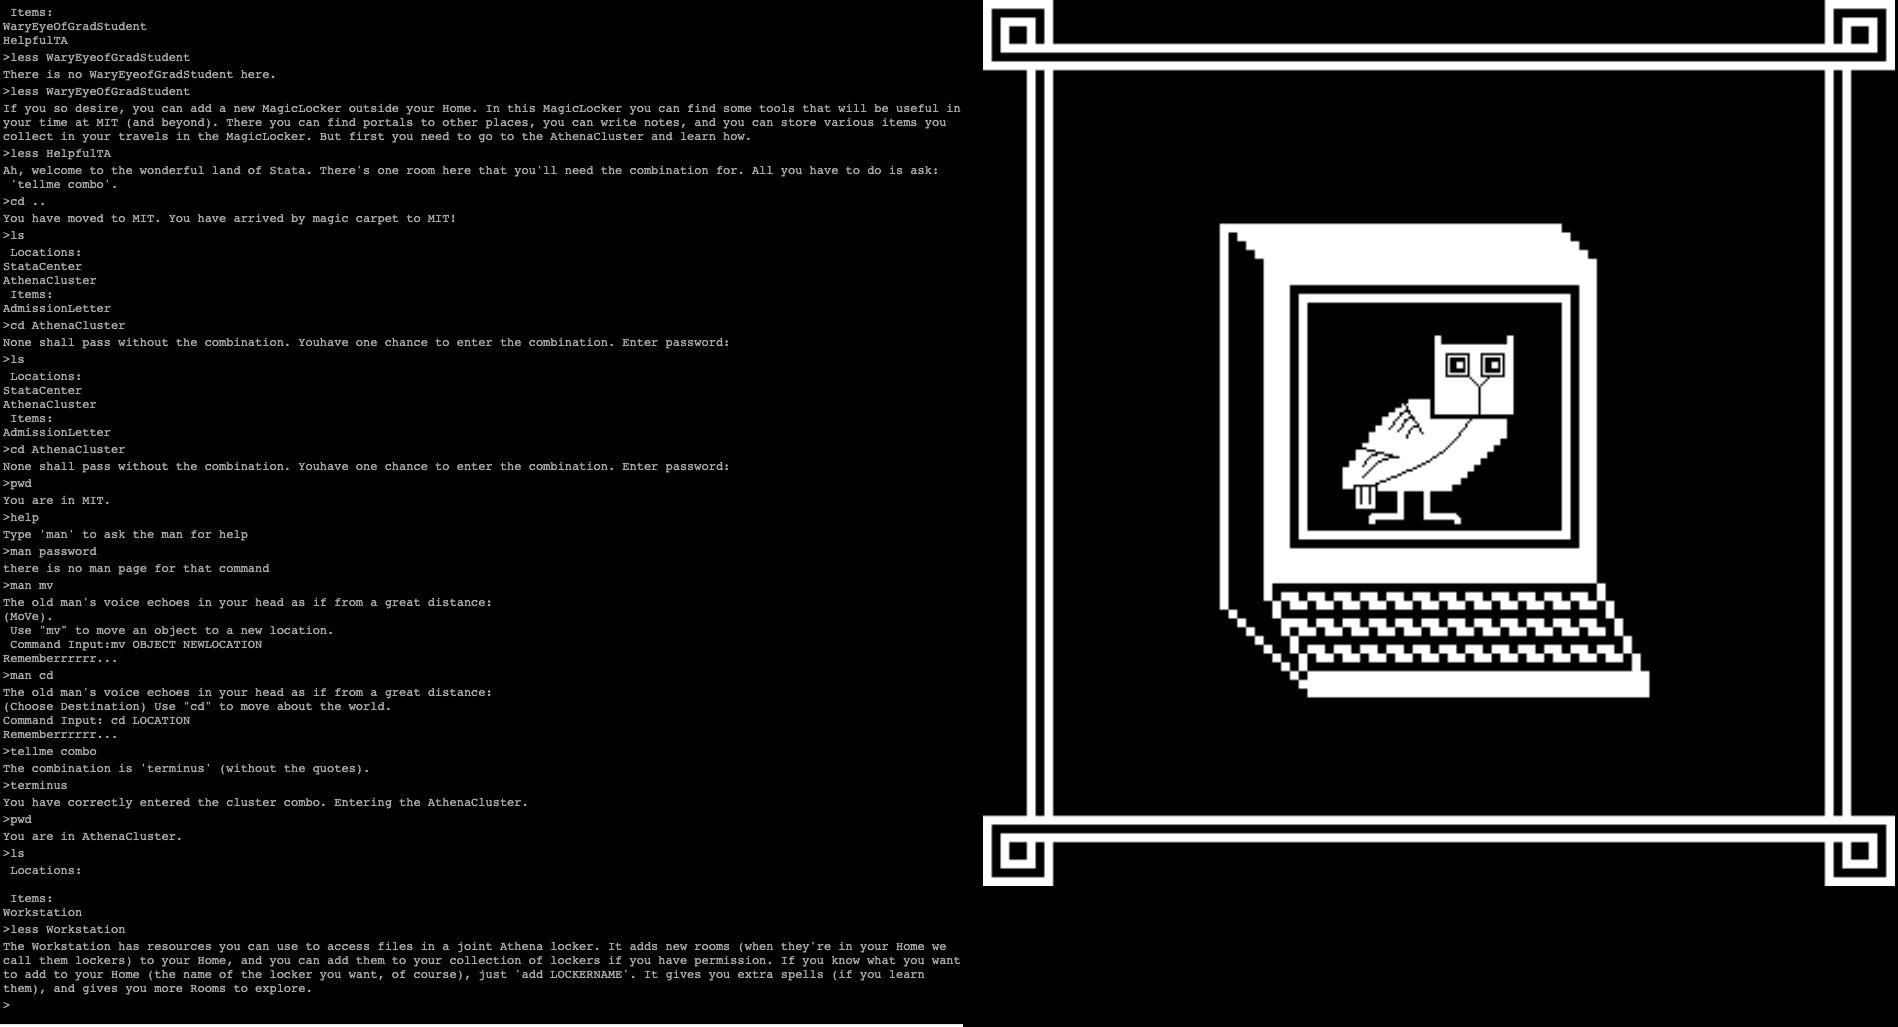 Items:
WaryEyeOfGradStudent
HelpfulTA
>less WaryEyeofGradStudent
There is no WaryEyeofGradStudent here.
>less WaryEyeOfGradStudent
If you so desire, you can add a new MagicLocker outside your Home. In this MagicLocker you can find some tools that will be useful in
your time at MIT (and beyond). There you can find portals to other places, you can write notes, and you can store various items you
collect in your travels in the MagicLocker. But first you need to go to the AthenaCluster and learn how.
>less HelpfulTA
Ah, welcome to the wonderful land of Stata. There's one room here that you'll need the combination for. All you have to do is ask:
'tellme combo'.
>cd ..
You have moved to MIT. You have arrived by magic carpet to MIT!
>ls
Locations:
StataCenter
AthenaCluster
Items:
AdmissionLetter
>cd AthenaCluster
None shall pass without the combination. Youhave one chance to enter the combination. Enter password:
>ls
Locations:
StataCenter
AthenaCluster
Items:
AdmissionLetter
>cd AthenaCluster
None shall pass without the combination. Youhave one chance to enter the combination. Enter password:
>pwd
You are in MIT.
>help
Type 'man' to ask the man for help
>man password
there is no man page for that command
>man mv
The old man's voice echoes in your head as if from a great distance:
(MoVe).
Use "mv" to move an object to a new location.
Command Input:mv OBJECT NEWLOCATION
Rememberrrrrr...
>man cd
The old man's voice echoes in your head as if from a great distance:
(Choose Destination) Use "cd" to move about the world.
Command Input: cd LOCATION
Rememberrrrrr...
>tellme combo
The combination is 'terminus' (without the quotes).
>terminus
You have correctly entered the cluster combo. Entering the AthenaCluster.
>pwd
You are in AthenaCluster.
>ls
Locations:
Items:
Workstation
>less Workstation
The Workstation has resources you can use to access files in a joint Athena locker. It adds new rooms (when they're in your Home we
call them lockers) to your Home, and you can add them to your collection of lockers if you have permission. If you know what you want
to add to your Home (the name of the locker you want, of course), just 'add LOCKERNAME'. It gives you extra spells (if you learn
them), and gives you more Rooms to explore.
>